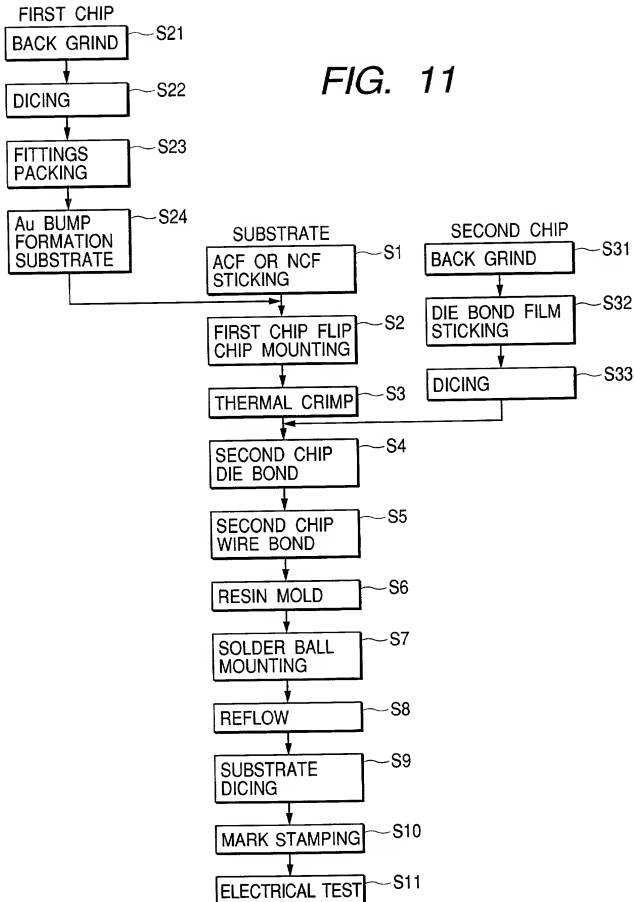 FIRST CHIP
BACK GRIND
S21
FIG. 11
DICING
S22
FITTINGS
PACKING
S23
Au BUMP
FORMATION
SUBSTRATE
S24
SUBSTRATE
ACF OR NCF
STICKING
S1
FIRST CHIP FLIP
CHIP MOUNTING
S2
THERMAL CRIMP
S3
SECOND CHIP
BACK GRIND
S31
DIE BOND FILM
STICKING
S32
DICING
S33
SECOND CHIP
DIE BOND
S4
SECOND CHIP
WIRE BOND
S5
RESIN MOLD
S6
SOLDER BALL
MOUNTING
S7
REFLOW
S8
SUBSTRATE
DICING
S9
MARK STAMPING
S10
ELECTRICAL TEST
S11